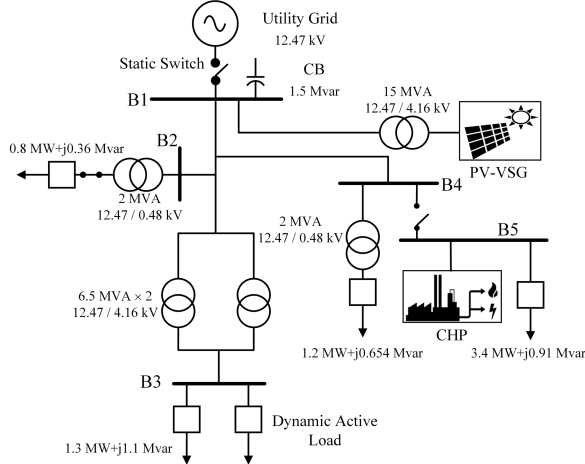 Utility Grid
12.47 kV
Static Switch
CB
1.5 Mvar
B1
15 MVA
12.47 / 4.16 kV
PV-VSG
B2
0.8 MW+j0.36 Mvar
2 MVA
12.47 / 0.48 kV
B4
2 MVA
12.47 / 0.48 kV
B5
6.5 MVA × 2
12.47 / 4.16 kV
CHP
1.2 MW+j0.654 Mvar
3.4 MW+j0.91 Mvar
B3
Dynamic Active
Load
1.3 MW+j1.1 Mvar